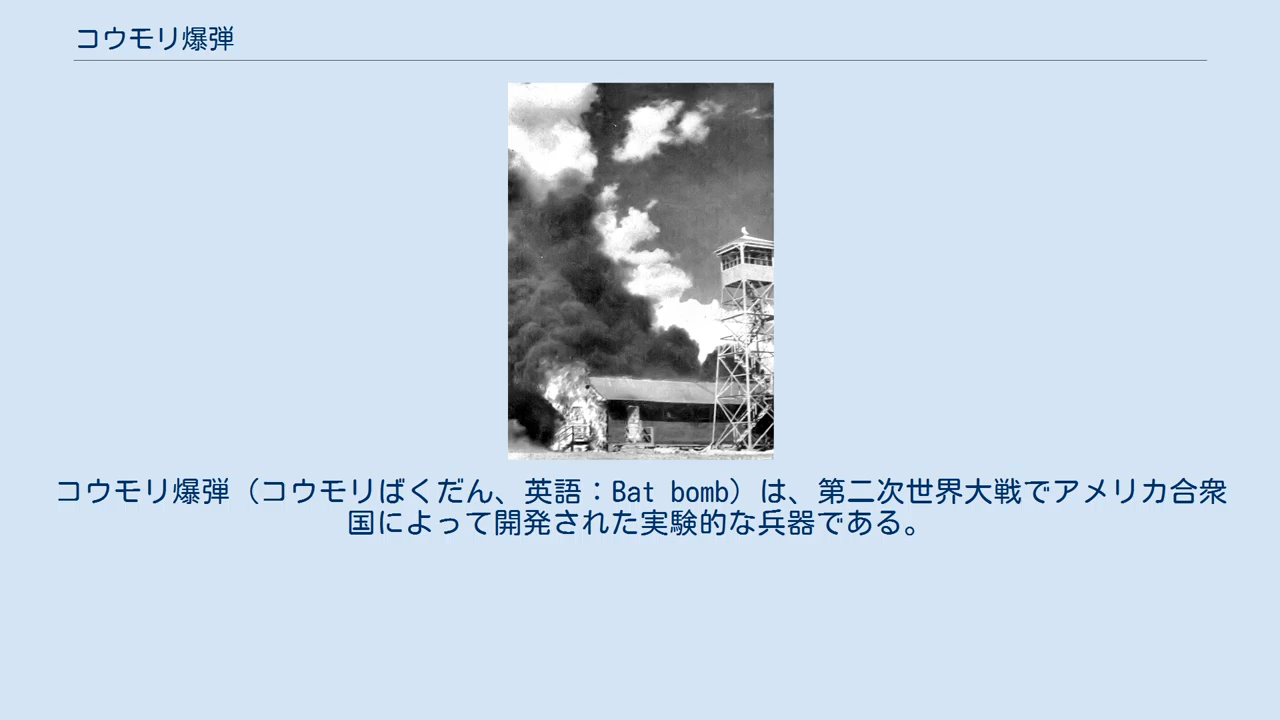 コウモリ爆弾
コウモリ爆弾（コウモリばくだん、英語：Bat bomb）は、第二次世界大戦でアメリカ合衆
国によって開発された実験的な兵器である。